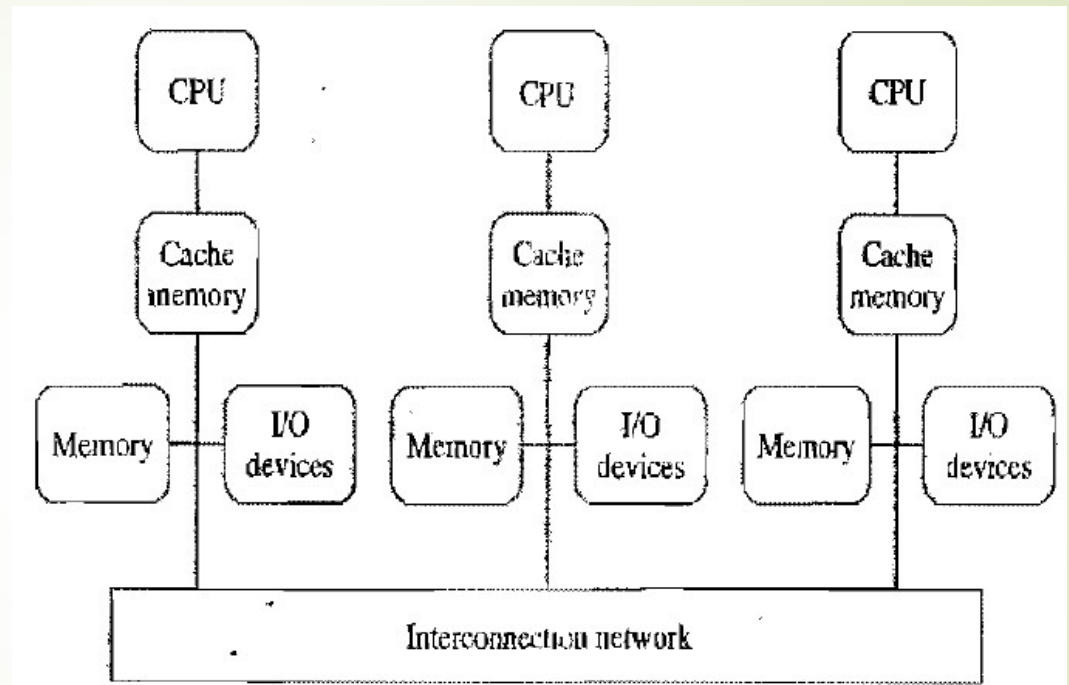 CPU
CPU
CPU
Cache
memory
Cache
memory
Cache
memory
Memory
I/O
devices
Memory
I/O
devices
Memory
I/O
devices
Interconnection network